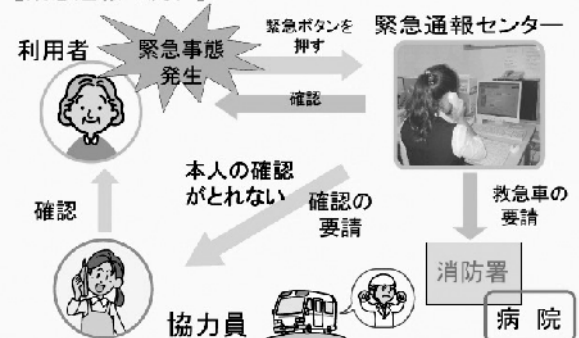 緊急ボタンを
押す
緊急通報センター
利用者
緊急事態
発生
確認
本人の確認
がとれない
確認の
要請
救急車の
要請
確認
消防署
協力員
病院